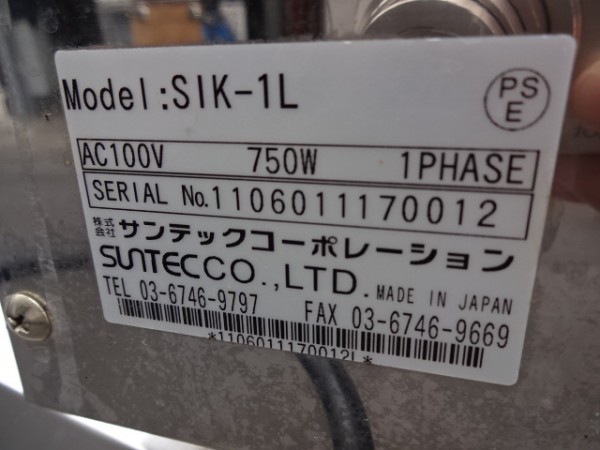 Model:SIK-1L
PS
E
AC100V 750W 1PHASE
SERIAL No.1106011170012
株式会社 サンテックコーポレーション
SUNTEC CO.,LTD. MADE IN JAPAN
TEL 03-6746-9797 FAX 03-6746-9669
*1106011170012L*